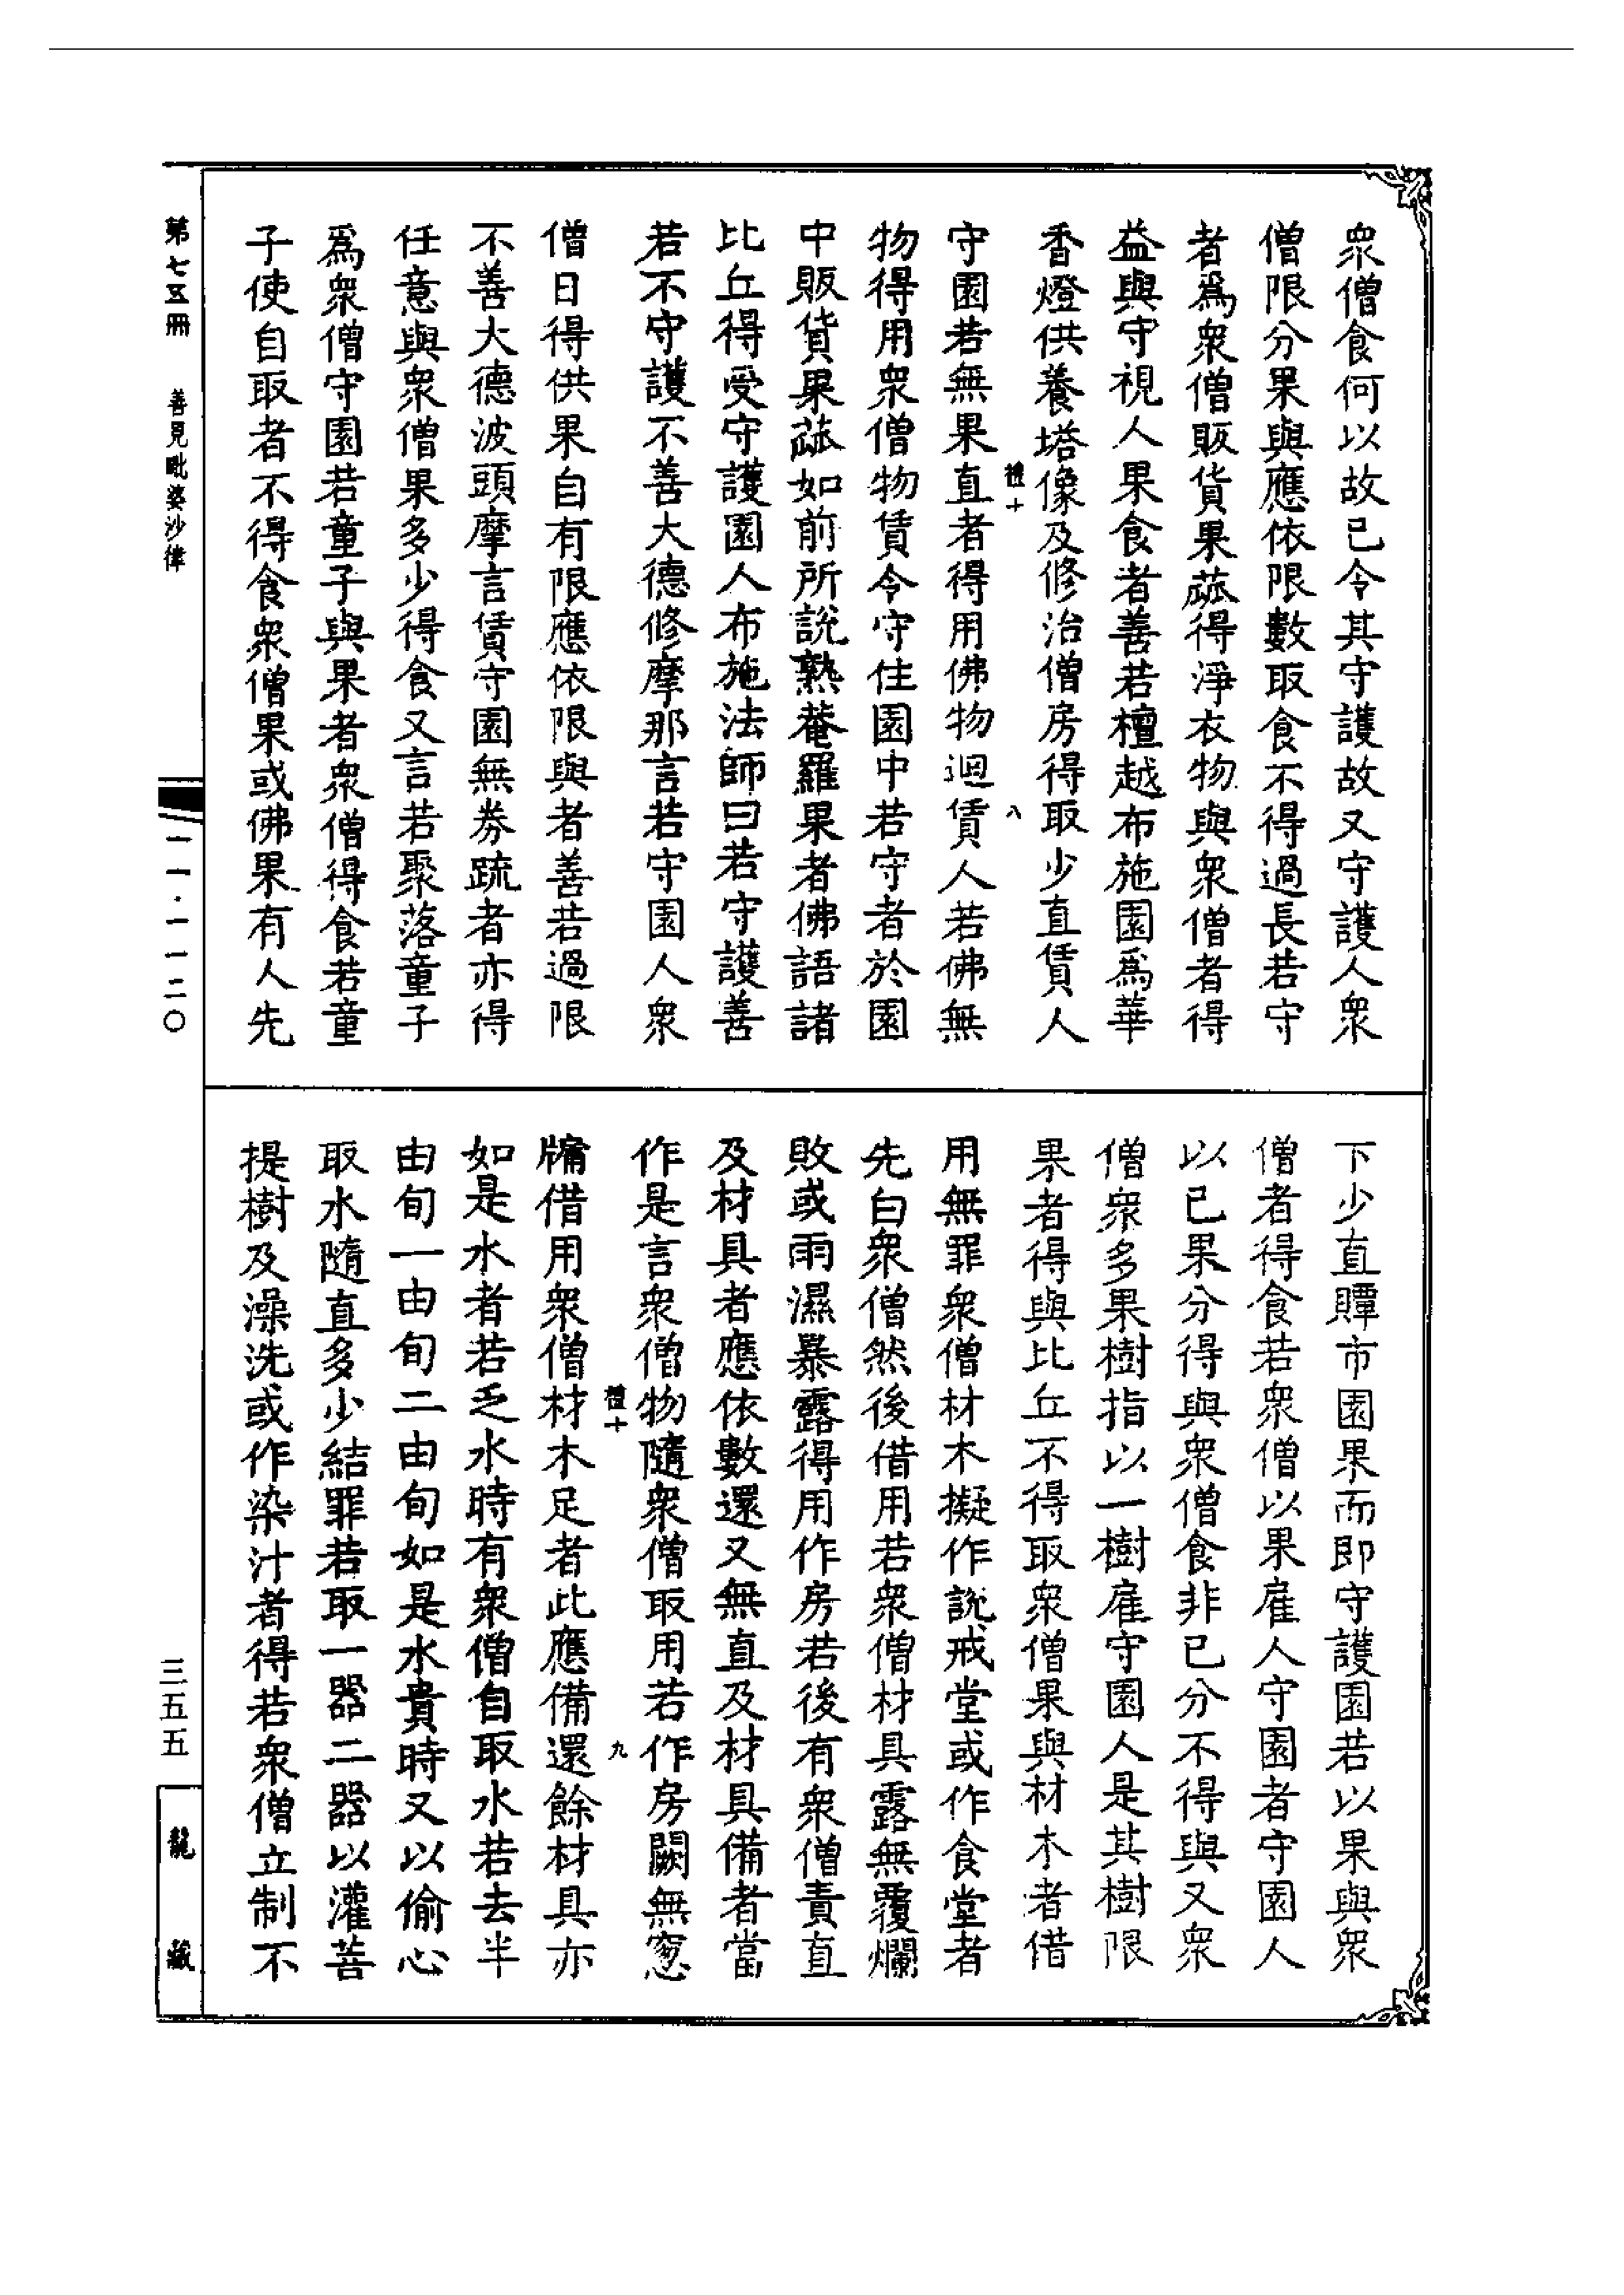 衆僧食何以故已令其守護故又守護人衆
僧限分果與應依限數取食不得過長若守
者爲衆僧販貨果蓏得淨衣物與衆僧者得
益與守視人果食者善若檀越布施園爲華
香燈供養塔像及修治僧房得取少直賃人
禮十
八
守園若無果直者得用佛物迴賃人若佛無
物得用衆僧物賃令守住園中若守者於園
中販貨果蓏如前所說熟菴羅果者佛語諸
比丘得受守護園人布施法師曰若守護善
若不守護不善大德修摩那言若守園人衆
僧日得供果自有限應依限與者善若過限
不善大德波頭摩言賃守園無券疏者亦得
任意與衆僧果多少得食又言若聚落童子
爲衆僧守園若童子與果者衆僧得食若童
子使自取者不得食衆僧果或佛果有人先
下少直贉市園果而即守護園若以果與衆
僧者得食若衆僧以果雇人守園者守園人
以已果分得與衆僧食非已分不得與又衆
僧衆多果樹指以一樹雇守園人是其樹限
果者得與比丘不得取衆僧果與材木者借
用無罪衆僧材木擬作說戒堂或作食堂者
先白衆僧然後借用若衆僧材具露無覆爛
敗或雨濕暴露得用作房若後有衆僧責直
及材具者應依數還又無直及材具備者當
作是言衆僧物隨衆僧取用若作房闕無窓
禮十
九
牖借用衆僧材木足者此應備還餘材具亦
如是水者若乏水時有衆僧自取水若去半
由旬一由旬二由旬如是水貴時又以偷心
取水隨直多少結罪若取一器二器以灌菩
提樹及澡洗或作染汁者得若衆僧立制不
第七五冊
善見毗婆沙律
一一·一一二〇
三五五
龍藏